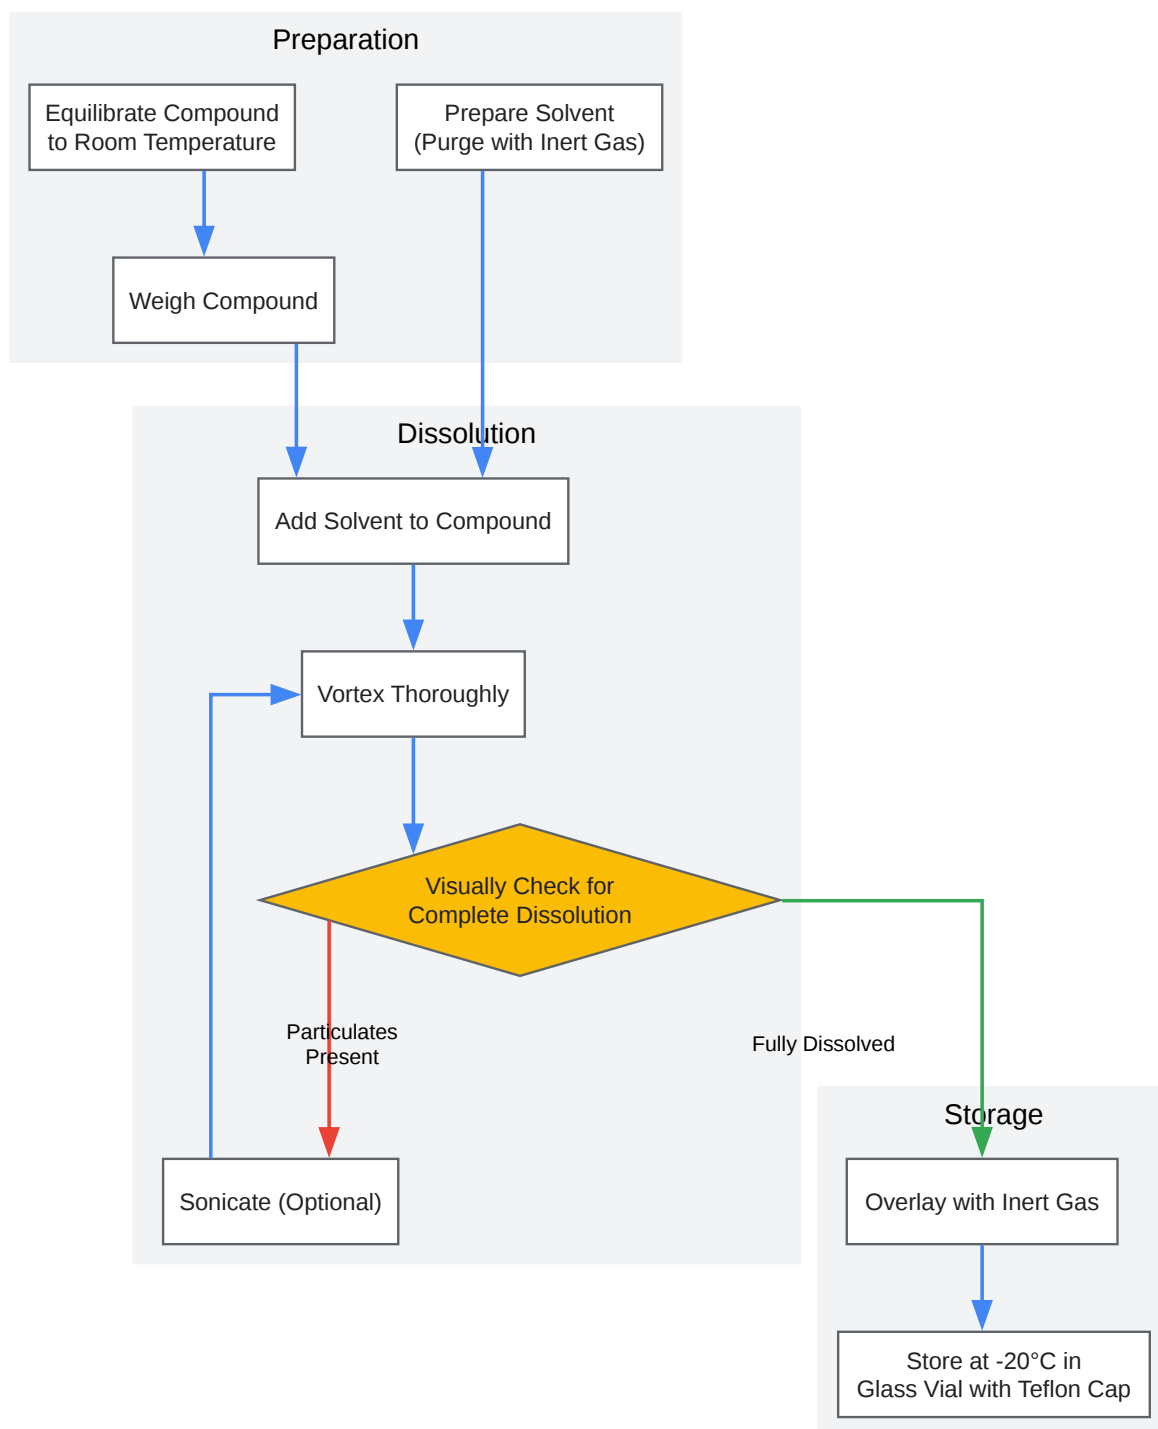 Preparation
Equilibrate Compound
to Room Temperature
Prepare Solvent
(Purge with Inert Gas)
Weigh Compound
Dissolution
Add Solvent to Compound
Vortex Thoroughly
Visually Check for
Complete Dissolution
Particulates
Present
Fully Dissolved
Sonicate (Optional)
Storage
Overlay with Inert Gas
Store at -20°C in
Glass Vial with Teflon Cap